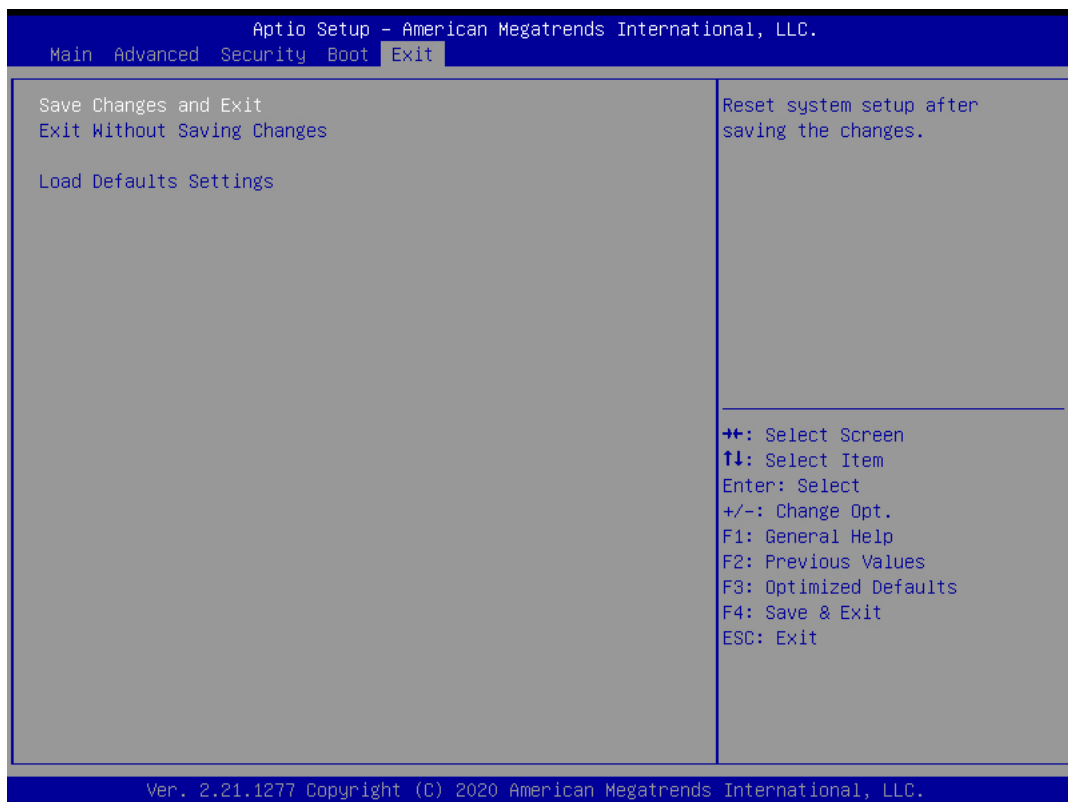 Aptio Setup – American Megatrends International, LLC.
Main Advanced Security Boot Exit
Save Changes and Exit
Exit Without Saving Changes
Load Defaults Settings
Reset system setup after
saving the changes.
→←: Select Screen
↑↓: Select Item
Enter: Select
+/-: Change Opt.
F1: General Help
F2: Previous Values
F3: Optimized Defaults
F4: Save & Exit
ESC: Exit
Ver. 2.21.1277 Copyright (C) 2020 American Megatrends International, LLC.